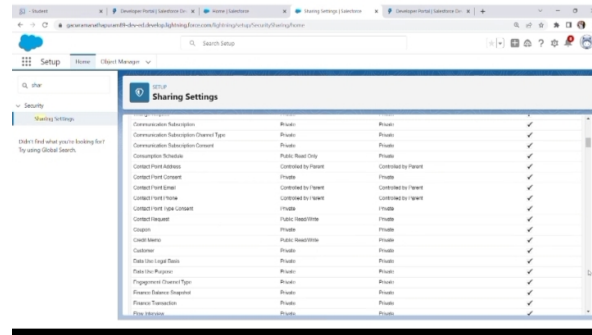 Developer Portal | Salesforce De
Home | Salesforce
Sharing Settings | Salesforce
Developer Portal | Salesforce De
Search Setup
Setup
Home
Object Manager
shar
Security
Sharing Settings
Didn't find what you're looking for?
Try using Global Search.
SETUP
Sharing Settings
Communication Subscription Private Private
Communication Subscription Channel Type Private Private
Communication Subscription Consent Private Private
Consumption Schedule Public Read Only Private
Contact Point Address Controlled by Parent Controlled by Parent
Contact Point Consent Private Private
Contact Point Email Controlled by Parent Controlled by Parent
Contact Point Phone Controlled by Parent Controlled by Parent
Contact Point Type Consent Private Private
Contact Request Public Read/Write Private
Coupon Private Private
Credit Memo Public Read/Write Private
Customer Private Private
Data Use Legal Basis Private Private
Data Use Purpose Private Private
Engagement Channel Type Private Private
Finance Balance Snapshot Private Private
Finance Transaction Private Private
Flow Interview Private Private